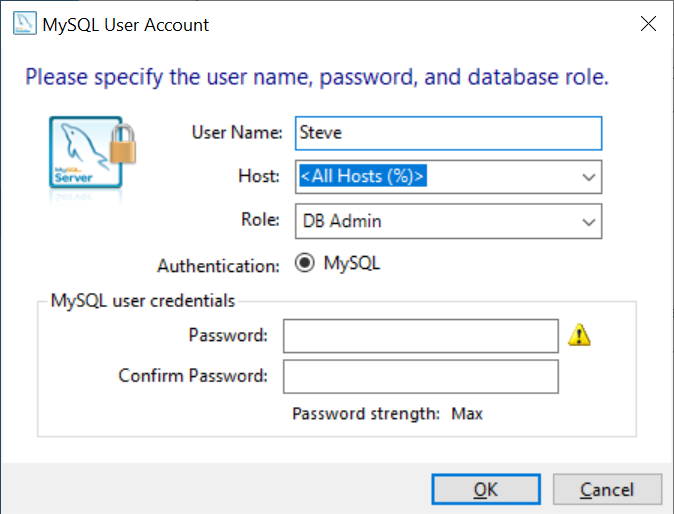 MySQL User Account
Please specify the user name, password, and database role.
MySQL
Server
User Name: Steve
Host: <All Hosts (%)>
Role: DB Admin
Authentication: MySQL
MySQL user credentials
Password:
Confirm Password:
Password strength: Max
OK Cancel